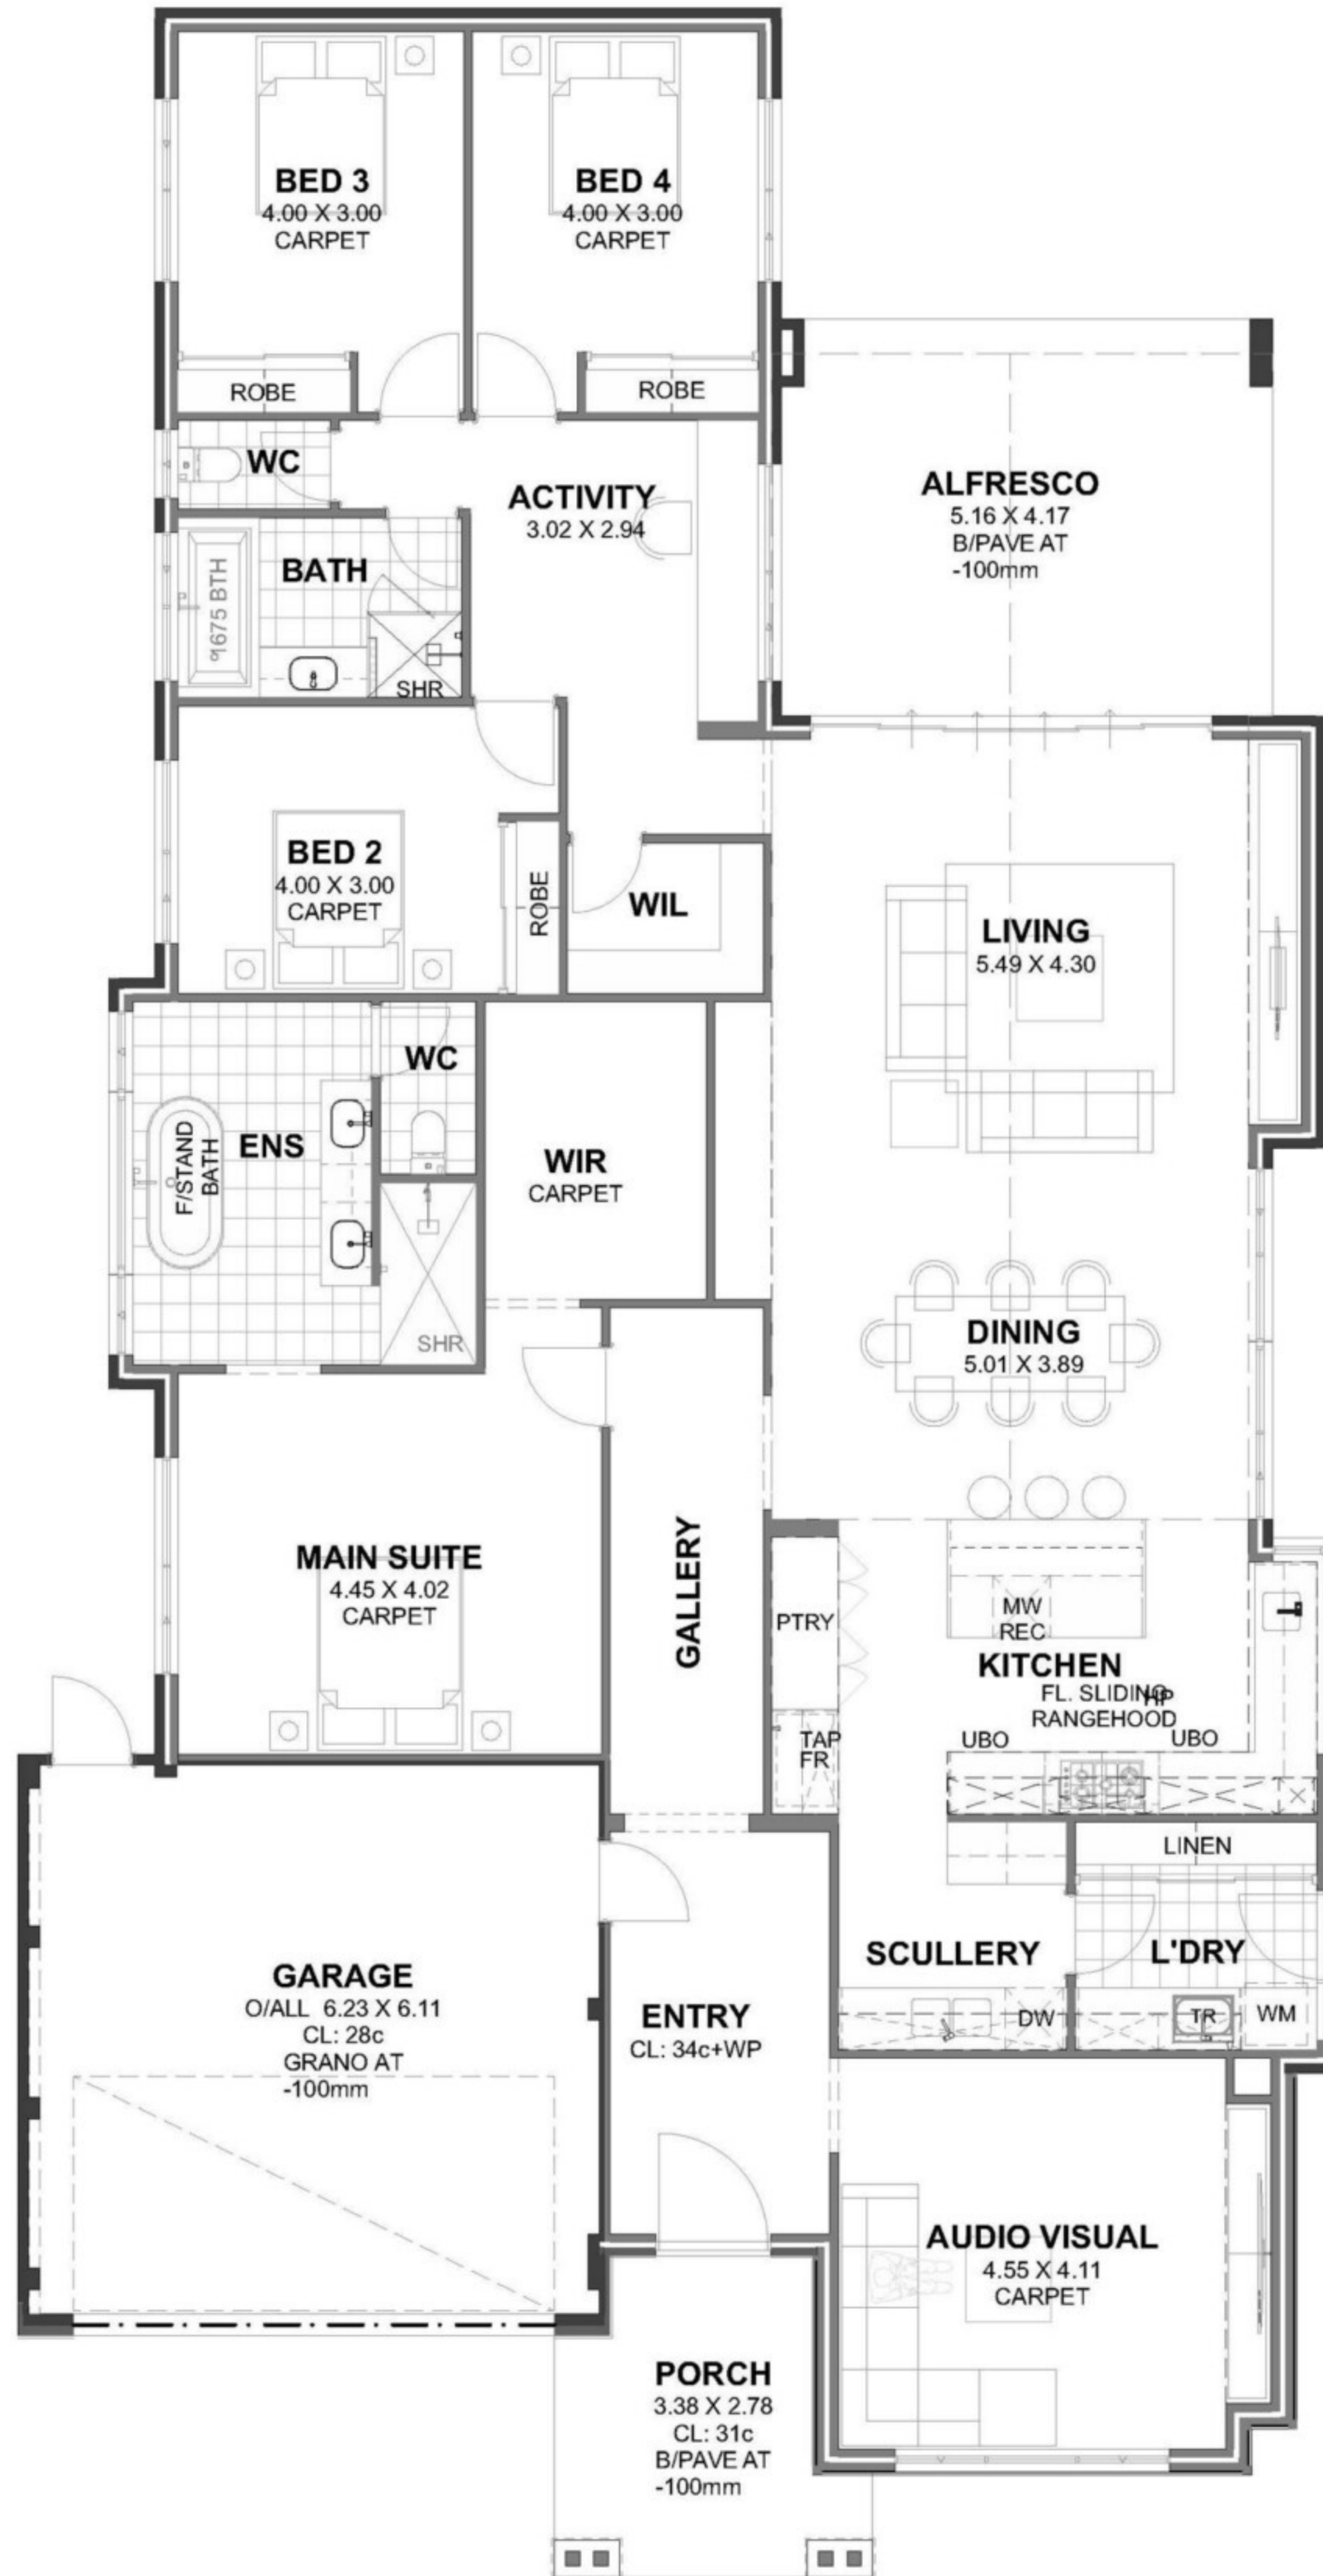 BED 3
4.00 X 3.00
CARPET
BED 4
4.00 X 3.00
CARPET
ROBE
ROBE
WC
ACTIVITY
3.02 X 2.94
ALFRESCO
5.16 X 4.17
B/PAVE AT
-100mm
BATH
1675 BTH
SHR
BED 2
4.00 X 3.00
CARPET
ROBE
WIL
LIVING
5.49 X 4.30
WC
ENS
F/STAND
BATH
WIR
CARPET
SHR
DINING
5.01 X 3.89
MAIN SUITE
4.45 X 4.02
CARPET
GALLERY
PTRY
MW
REC
KITCHEN
FL. SLIDING
HP
RANGEHOOD
UBO
UBO
TAP
FR
LINEN
SCULLERY
L'DRY
DW
TR
WM
GARAGE
O/ALL 6.23 X 6.11
CL: 28c
GRANO AT
-100mm
ENTRY
CL: 34c+WP
AUDIO VISUAL
4.55 X 4.11
CARPET
PORCH
3.38 X 2.78
CL: 31c
B/PAVE AT
-100mm